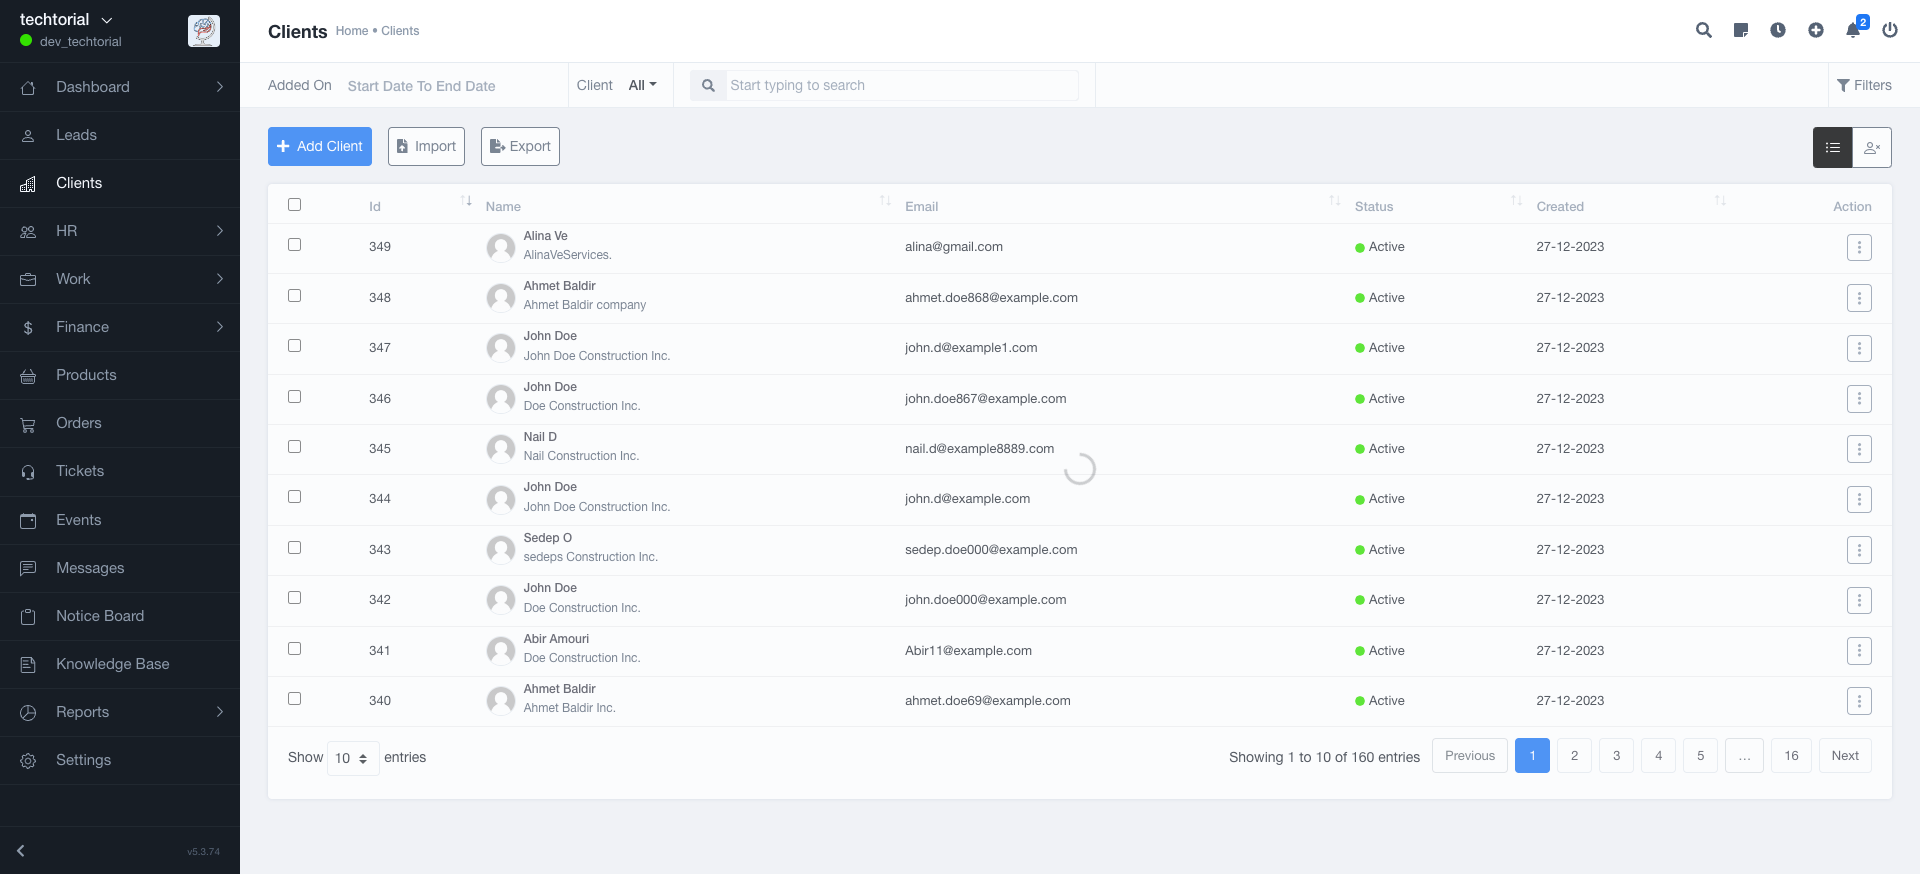 techtorial
dev_techtorial
Dashboard
Leads
Clients
HR
Work
Finance
Products
Orders
Tickets
Events
Messages
Notice Board
Knowledge Base
Reports
Settings
v5.3.74
Clients Home • Clients
2
Added On Start Date To End Date Client All Start typing to search Filters
Add Client Import Export
Id Name Email Status Created Action
349 Alina Ve alina@gmail.com Active 27-12-2023
AlinaVeServices.
348 Ahmet Baldir ahmet.doe868@example.com Active 27-12-2023
Ahmet Baldir company
347 John Doe john.d@example1.com Active 27-12-2023
John Doe Construction Inc.
346 John Doe john.doe867@example.com Active 27-12-2023
Doe Construction Inc.
345 Nail D nail.d@example8889.com Active 27-12-2023
Nail Construction Inc.
344 John Doe john.d@example.com Active 27-12-2023
John Doe Construction Inc.
343 Sedep O sedep.doe000@example.com Active 27-12-2023
sedeps Construction Inc.
342 John Doe john.doe000@example.com Active 27-12-2023
Doe Construction Inc.
341 Abir Amouri Abir11@example.com Active 27-12-2023
Doe Construction Inc.
340 Ahmet Baldir ahmet.doe69@example.com Active 27-12-2023
Ahmet Baldir Inc.
Show 10 entries Showing 1 to 10 of 160 entries Previous 1 2 3 4 5 ... 16 Next